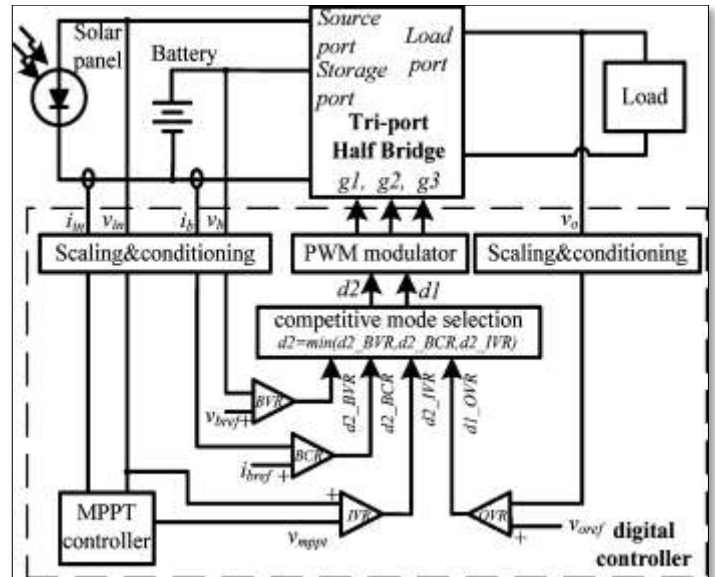 Source
port
Load
port
Solar
panel
Battery
Storage
port
Tri-port
Half Bridge
Load
g1, g2, g3
i_in
v_in
i_b
v_b
v_o
Scaling&conditioning
PWM modulator
Scaling&conditioning
d2
d1
competitive mode selection
d2=min(d2_BVR,d2_BCR,d2_IVR)
d2_BVR
d2_BCR
d2_IVR
d1_OVR
BVR
v_bref+
BCR
i_bref +
+
MPPT
controller
IVR
v_mppt
OVR
v_oref
+
digital
controller